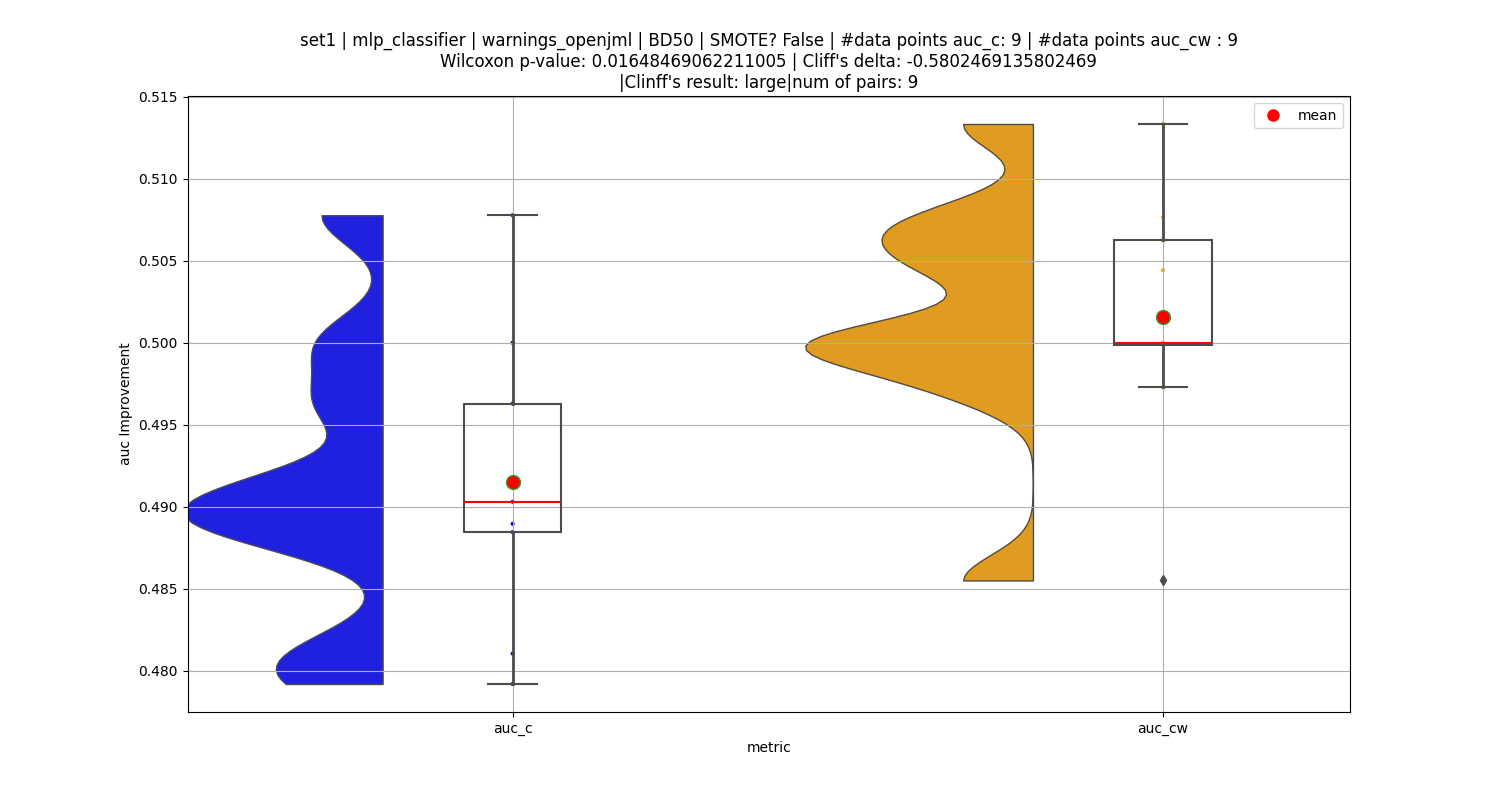 set1 | mlp_classifier | warnings_openjml | BD50 | SMOTE? False | #data points auc_c: 9 | #data points auc_cw : 9
Wilcoxon p-value: 0.01648469062211005 | Cliff's delta: -0.5802469135802469
|Clinff's result: large|num of pairs: 9
mean
0.515
0.510
0.505
0.500
0.495
0.490
0.485
0.480
auc Improvement
auc_c
auc_cw
metric